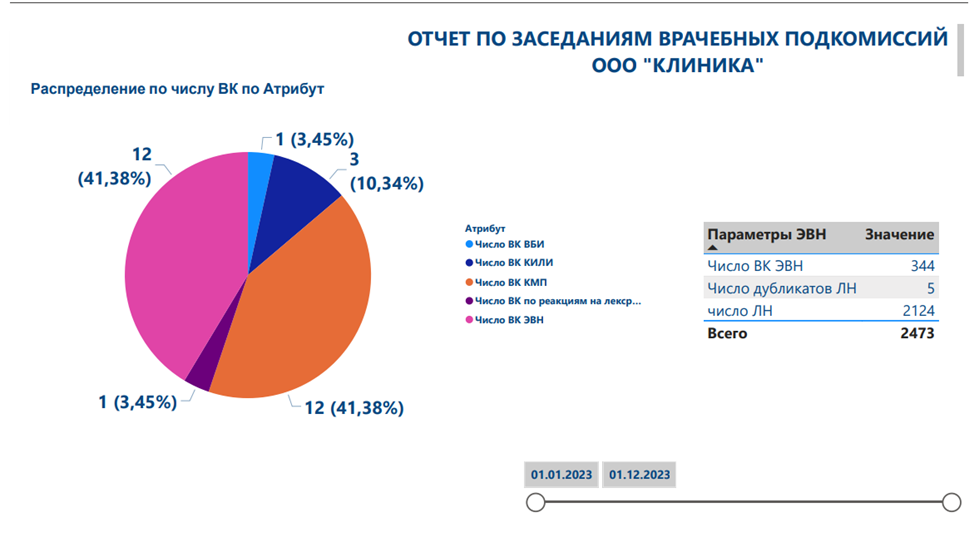 ОТЧЕТ ПО ЗАСЕДАНИЯМ ВРАЧЕБНЫХ ПОДКОМИССИЙ
ООО "КЛИНИКА"
Распределение по числу ВК по Атрибут
1 (3,45%)
3
(10,34%)
12
(41,38%)
1 (3,45%)
12 (41,38%)
Атрибут
Число ВК ВБИ
Число ВК КИЛИ
Число ВК КМП
Число ВК по реакциям на лекср...
Число ВК ЭВН
Параметры ЭВН Значение
Число ВК ЭВН 344
Число дубликатов ЛН 5
число ЛН 2124
Всего 2473
01.01.2023 01.12.2023